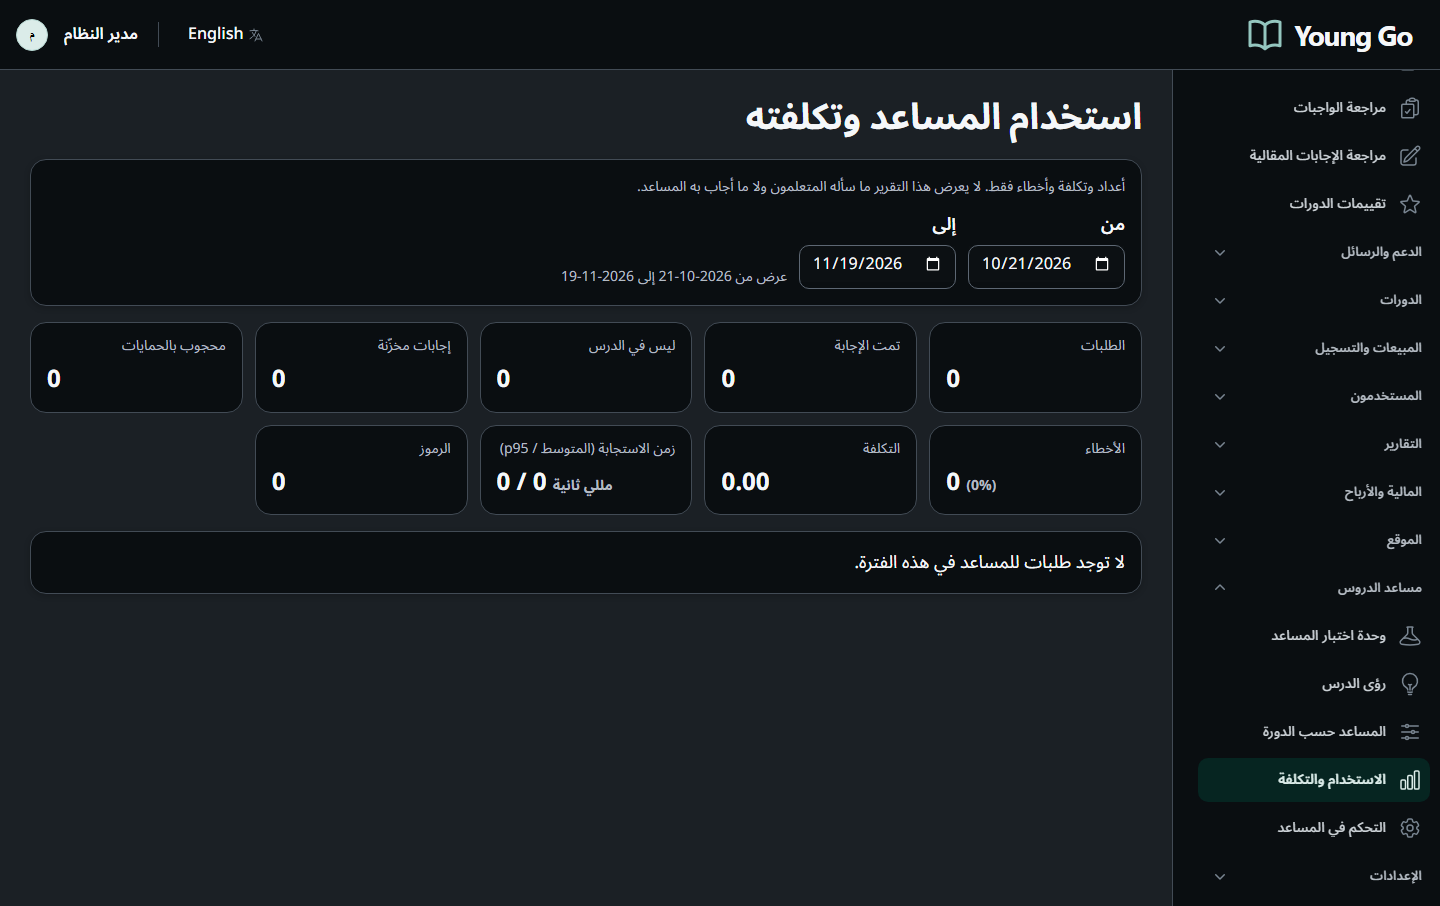 Young Go
English
مدير النظام
م
مراجعة الواجبات
مراجعة الإجابات المقالية
تقييمات الدورات
الدعم والرسائل
الدورات
المبيعات والتسجيل
المستخدمون
التقارير
المالية والأرباح
الموقع
مساعد الدروس
وحدة اختبار المساعد
رؤى الدرس
المساعد حسب الدورة
الاستخدام والتكلفة
التحكم في المساعد
الإعدادات
استخدام المساعد وتكلفته
أعداد وتكلفة وأخطاء فقط. لا يعرض هذا التقرير ما سأله المتعلمون ولا ما أجاب به المساعد.
من
10/21/2026
إلى
11/19/2026
عرض من 2026-10-21 إلى 2026-11-19
الطلبات
0
تمت الإجابة
0
ليس في الدرس
0
إجابات مخزّنة
0
محجوب بالحمايات
0
الأخطاء
0 (0%)
التكلفة
0.00
زمن الاستجابة (المتوسط / p95)
0 / 0 مللي ثانية
الرموز
0
لا توجد طلبات للمساعد في هذه الفترة.